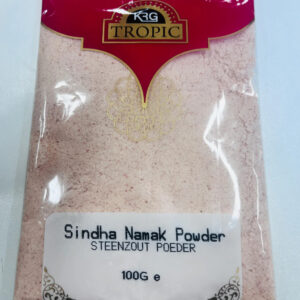 KRG
TROPIC
Sindha Namak Powder
STEENZOUT POEDER
100G e